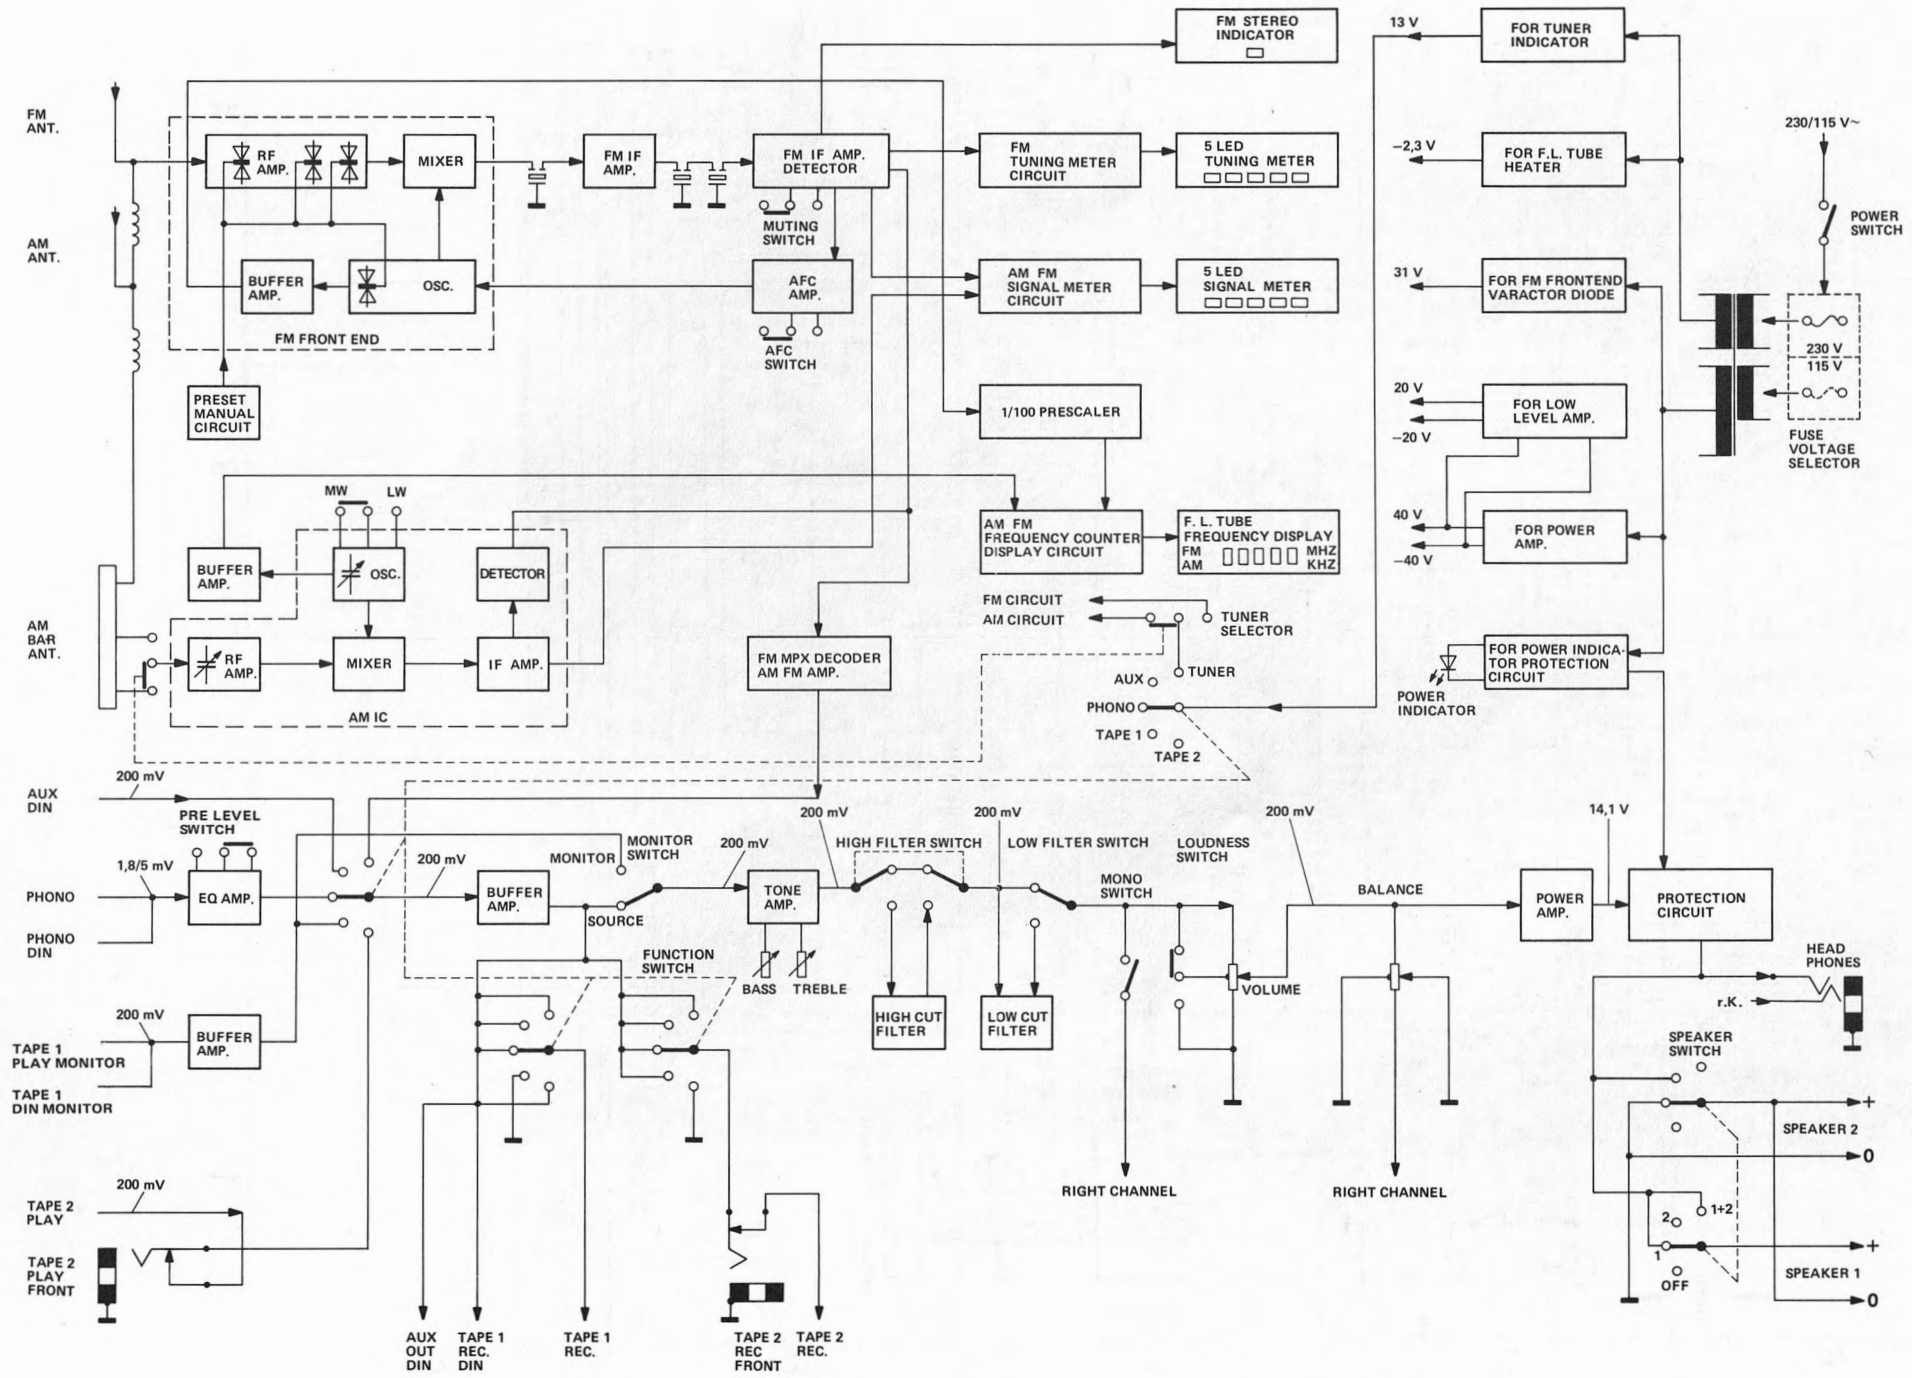 FM STEREO
INDICATOR
13 V
FOR TUNER
INDICATOR
FM
ANT.
230/115 V~
RF
AMP.
MIXER
FM IF
AMP.
FM IF AMP.
DETECTOR
FM
TUNING METER
CIRCUIT
5 LED
TUNING METER
−2,3 V
FOR F.L. TUBE
HEATER
POWER
SWITCH
MUTING
SWITCH
AM
ANT.
BUFFER
AMP.
OSC.
AFC
AMP.
AM FM
SIGNAL METER
CIRCUIT
5 LED
SIGNAL METER
31 V
FOR FM FRONTEND
VARACTOR DIODE
FM FRONT END
AFC
SWITCH
230 V
115 V
PRESET
MANUAL
CIRCUIT
1/100 PRESCALER
20 V
−20 V
FOR LOW
LEVEL AMP.
FUSE
VOLTAGE
SELECTOR
MW
LW
AM FM
FREQUENCY COUNTER
DISPLAY CIRCUIT
F. L. TUBE
FREQUENCY DISPLAY
FM MHZ
AM KHZ
40 V
−40 V
FOR POWER
AMP.
BUFFER
AMP.
OSC.
DETECTOR
FM CIRCUIT
AM CIRCUIT
TUNER
SELECTOR
AM
BAR
ANT.
RF
AMP.
MIXER
IF AMP.
FM MPX DECODER
AM FM AMP.
FOR POWER INDICA-
TOR PROTECTION
CIRCUIT
AM IC
TUNER
AUX
PHONO
TAPE 1
TAPE 2
POWER
INDICATOR
AUX
DIN
200 mV
PRE LEVEL
SWITCH
200 mV
200 mV
200 mV
14,1 V
1,8/5 mV
200 mV
MONITOR
MONITOR
SWITCH
200 mV
HIGH FILTER SWITCH
LOW FILTER SWITCH
LOUDNESS
SWITCH
PHONO
EQ AMP.
BUFFER
AMP.
SOURCE
TONE
AMP.
MONO
SWITCH
BALANCE
POWER
AMP.
PROTECTION
CIRCUIT
PHONO
DIN
FUNCTION
SWITCH
BASS
TREBLE
VOLUME
HEAD
PHONES
r.K.
200 mV
TAPE 1
PLAY MONITOR
BUFFER
AMP.
HIGH CUT
FILTER
LOW CUT
FILTER
SPEAKER
SWITCH
TAPE 1
DIN MONITOR
+
SPEAKER 2
0
200 mV
TAPE 2
PLAY
RIGHT CHANNEL
RIGHT CHANNEL
2
1+2
1
OFF
+
SPEAKER 1
0
TAPE 2
PLAY
FRONT
AUX
OUT
DIN
TAPE 1
REC.
DIN
TAPE 1
REC.
TAPE 2
REC
FRONT
TAPE 2
REC.